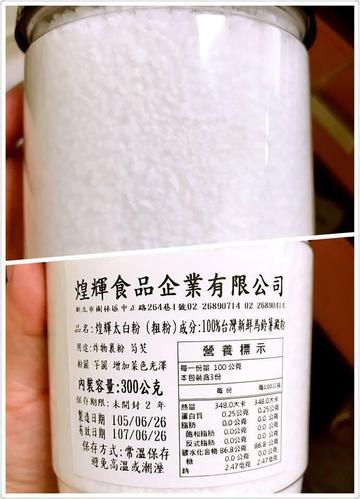 煌輝食品企業有限公司
新北市樹林區中正路264巷1號02 26890714 02 26890414
品名:煌輝太白粉(粗粉)成分:100%台灣新鮮馬鈴薯澱粉
用途:炸物裹粉 芶芡
粉圓 芋圓 增加菜色光澤
內裝容量:300公克
保存期限:未開封 2 年
製造日期 105/06/26
有效日期 107/06/26
保存方式:常溫保存
避免高溫或潮溼
營養標示
每一份量 100 公克
本包裝含3份
每份 每100公克
熱量 348.0大卡 348.0大卡
蛋白質 0.25公克 0.25公克
脂肪 0.0公克 0.0公克
飽和脂肪 0.0公克 0.0公克
反式脂肪 0.0公克 0.0公克
碳水化合物 86.8公克 86.8公克
糖 0.0公克 0.0公克
鈉 2.47毫克 2.47毫克